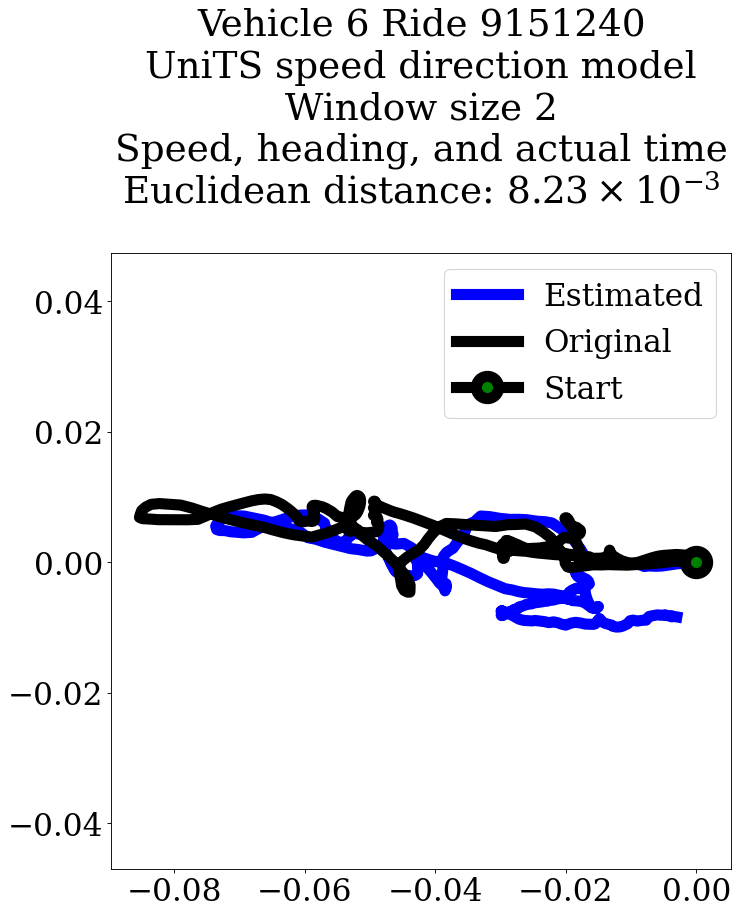 Vehicle 6 Ride 9151240
UniTS speed direction model
Window size 2
Speed, heading, and actual time
Euclidean distance: 8.23 × 10⁻³
Estimated
Original
Start
0.04
0.02
0.00
−0.02
−0.04
−0.08 −0.06 −0.04 −0.02 0.00